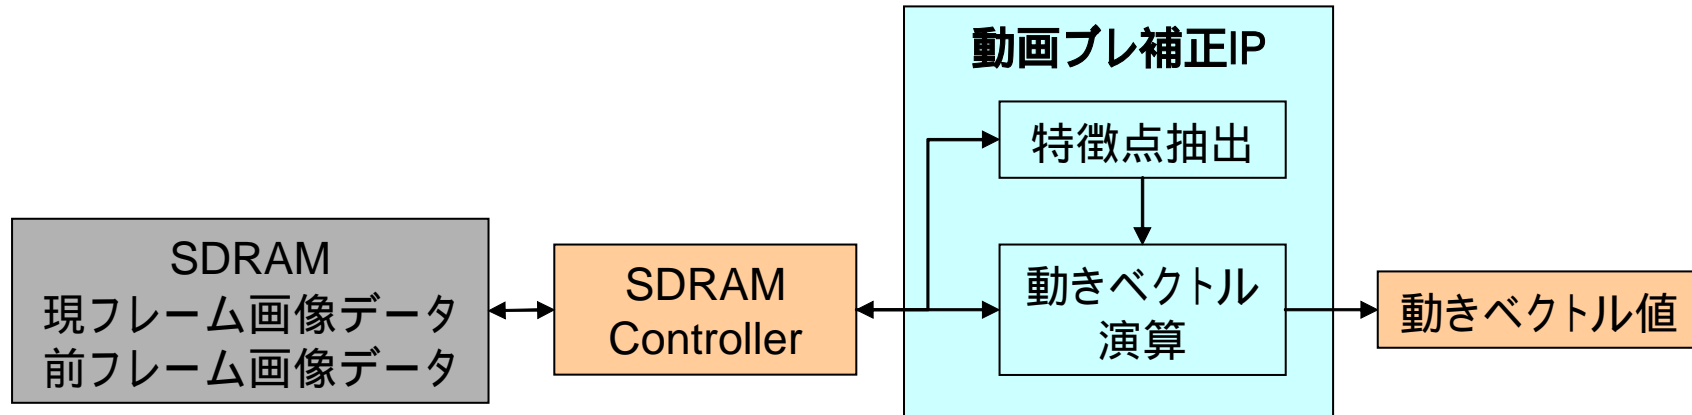 動画ブレ補正IP
特徴点抽出
SDRAM
現フレーム画像データ
前フレーム画像データ
SDRAM
Controller
動きベクトル
演算
動きベクトル値